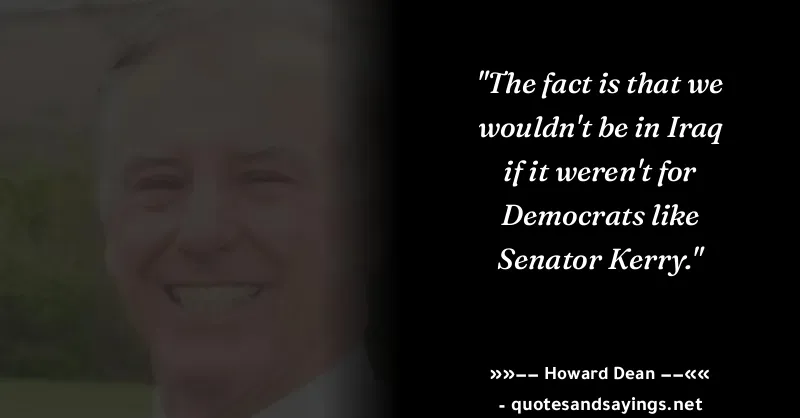 "The fact is that we
wouldn't be in Iraq
if it weren't for
Democrats like
Senator Kerry."
»»—— Howard Dean ——««
- quotesandsayings.net